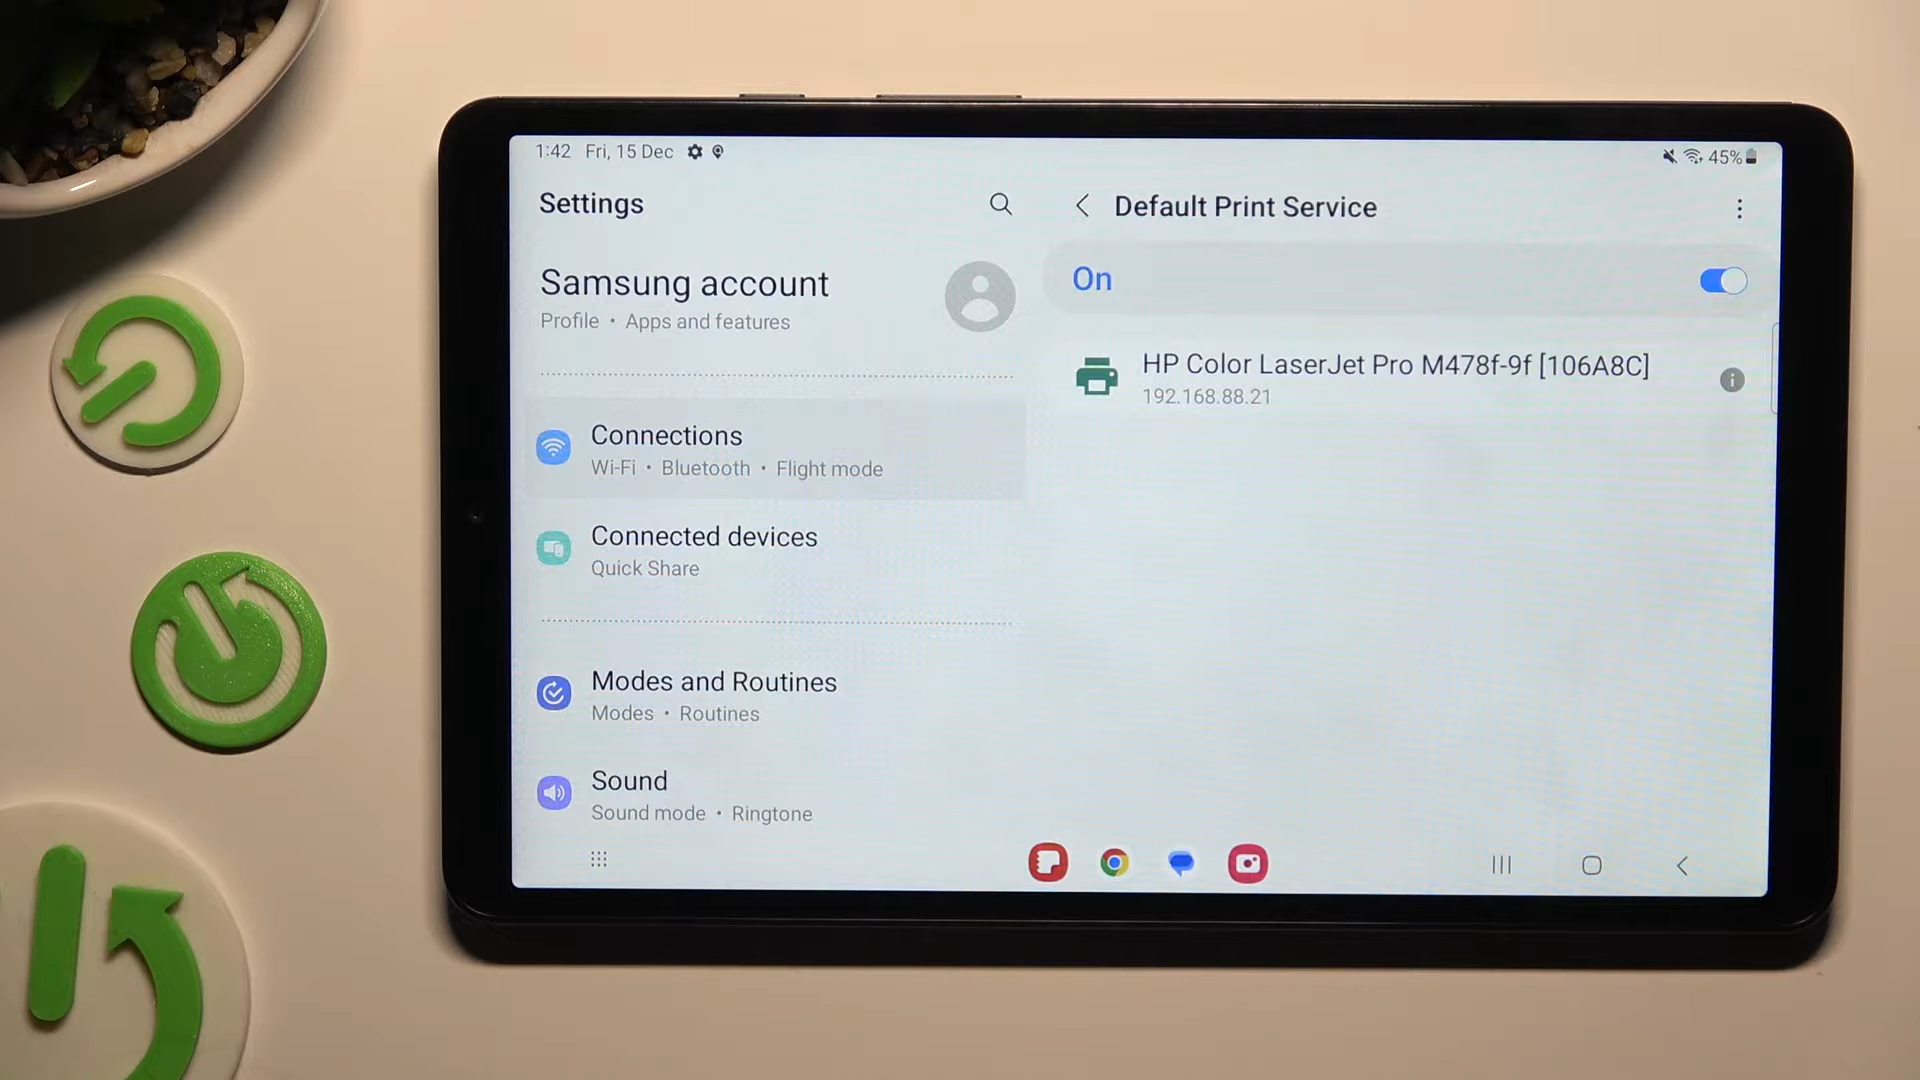 1:42 Fri, 15 Dec
45%
Settings
Samsung account
Profile • Apps and features
Connections
Wi-Fi • Bluetooth • Flight mode
Connected devices
Quick Share
Modes and Routines
Modes • Routines
Sound
Sound mode • Ringtone
Default Print Service
On
HP Color LaserJet Pro M478f-9f [106A8C]
192.168.88.21